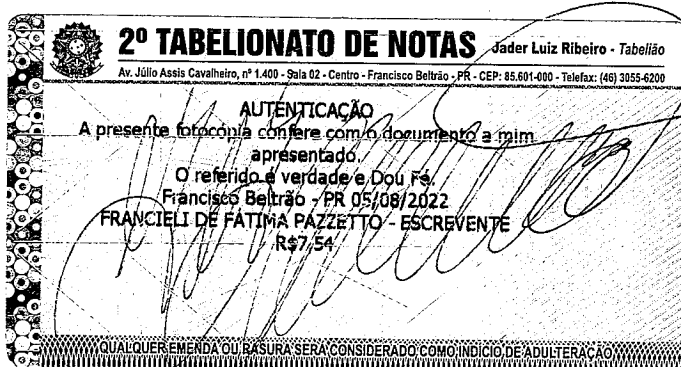 2º TABELIONATO DE NOTAS Jader Luiz Ribeiro - Tabelião
Av. Júlio Assis Cavalheiro, nº 1.400 - Sala 02 - Centro - Francisco Beltrão - PR - CEP: 85.601-000 - Telefax: (46) 3055-6200
AUTENTICAÇÃO
A presente fotocópia confere com o documento a mim
apresentado.
O referido é verdade e Dou Fé.
Francisco Beltrão - PR 05/08/2022
FRANCIELI DE FÁTIMA PAZZETTO - ESCREVENTE
R$7,54
QUALQUER EMENDA OU RASURA SERÁ CONSIDERADO COMO INDÍCIO DE ADULTERAÇÃO